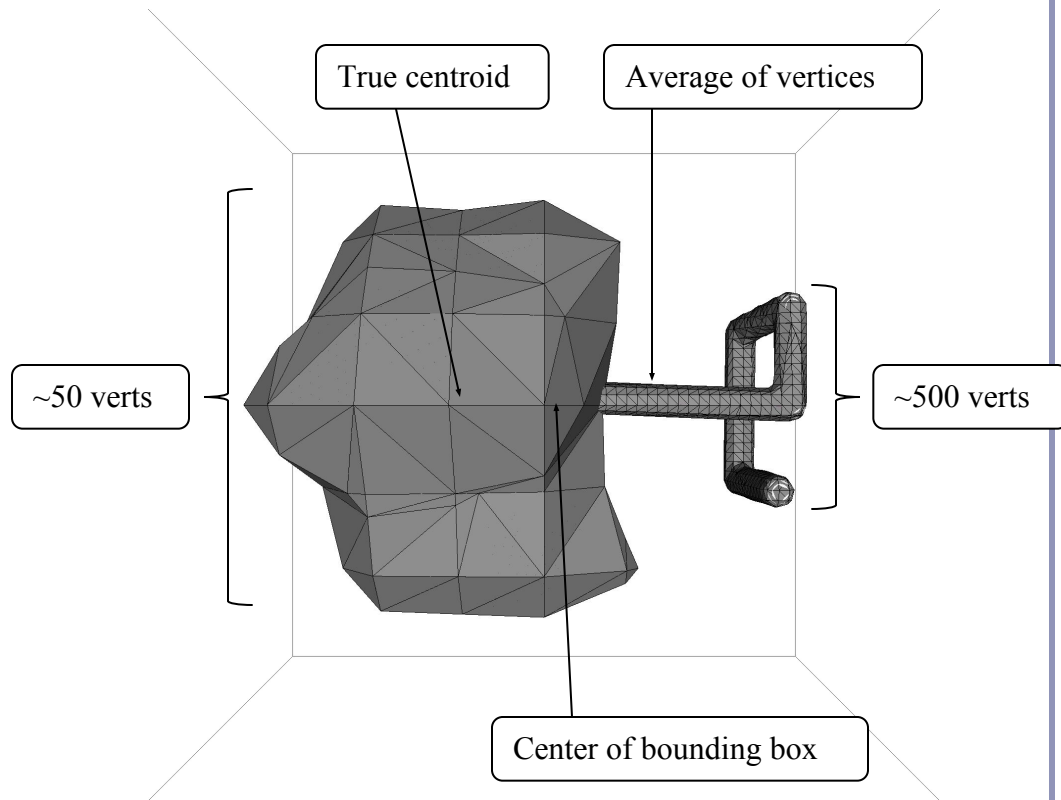 True centroid
Average of vertices
~50 verts
~500 verts
Center of bounding box